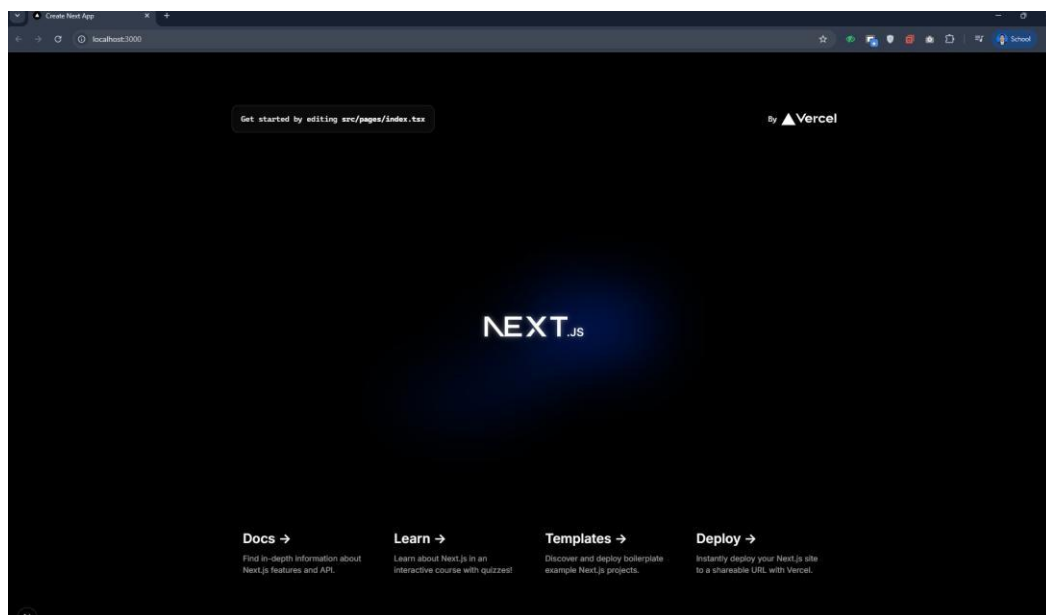 Create Next App
localhost:3000
School
Get started by editing src/pages/index.tsx
By Vercel
NEXT.JS
Docs ->
Find in-depth information about
Next.js features and API.
Learn ->
Learn about Next.js in an
interactive course with quizzes!
Templates ->
Discover and deploy boilerplate
example Next.js projects.
Deploy ->
Instantly deploy your Next.js site
to a shareable URL with Vercel.